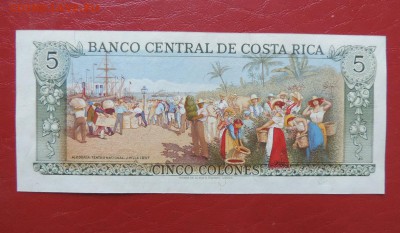 BANCO CENTRAL DE COSTA RICA
5
5
CINCO COLONES